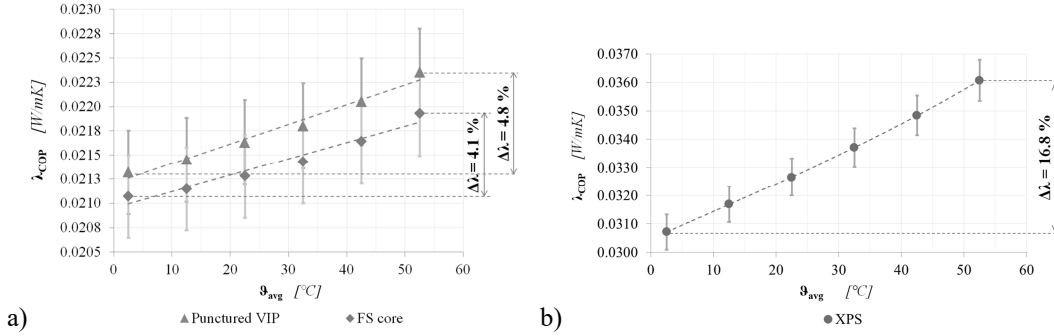 0.0230
0.0228
0.0225
0.0223
0.0220
0.0218
0.0215
0.0213
0.0210
0.0208
0.0205
λCOP [W/mK]
0 10 20 30 40 50 60
ϑavg [°C]
Δλ = 4.1 %
Δλ = 4.8 %
a)
Punctured VIP FS core
0.0370
0.0360
0.0350
0.0340
0.0330
0.0320
0.0310
0.0300
λCOP [W/mK]
0 10 20 30 40 50 60
ϑavg [°C]
Δλ = 16.8 %
b)
XPS